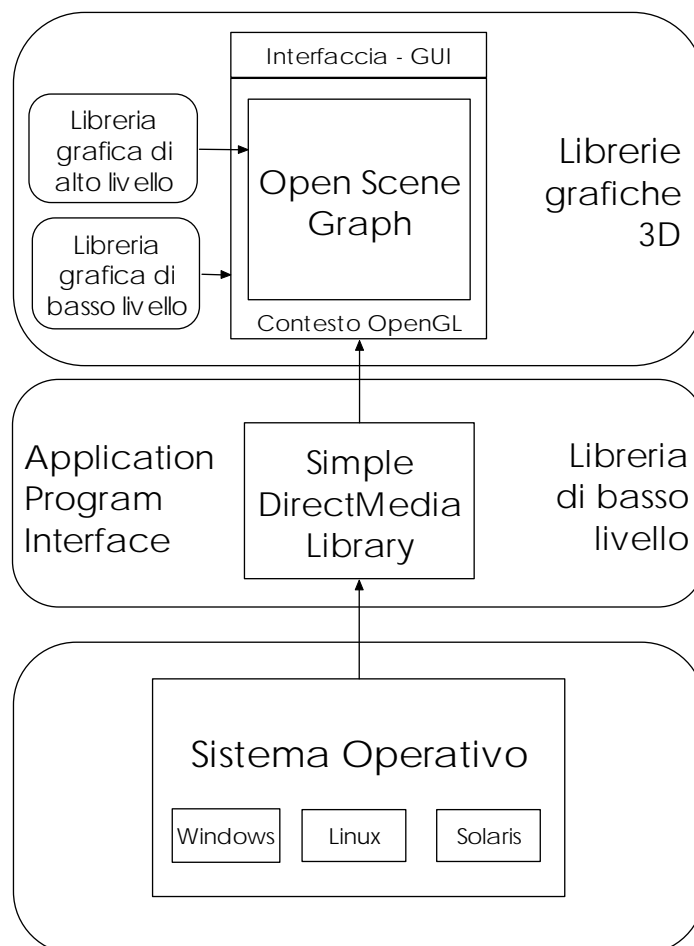 Interfaccia - GUI
Libreria
grafica di
alto livello
Open Scene
Graph
Librerie
grafiche
3D
Libreria
grafica di
basso livello
Contesto OpenGL
Application
Program
Interface
Simple
DirectMedia
Library
Libreria
di basso
livello
Sistema Operativo
Windows
Linux
Solaris